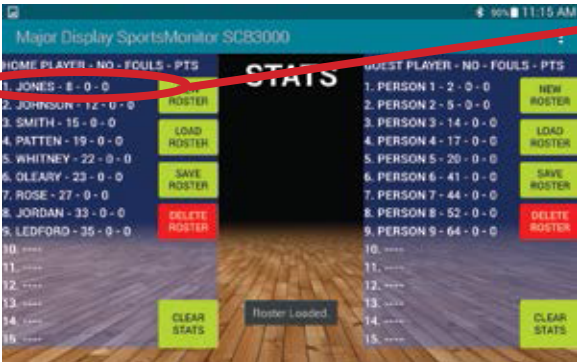 90% 11:15 AM
Major Display SportsMonitor SCB3000
HOME PLAYER - NO - FOULS - PTS
1. JONES - 8 - 0 - 0
2. JOHNSON - 12 - 0 - 0
3. SMITH - 15 - 0 - 0
4. PATTEN - 19 - 0 - 0
5. WHITNEY - 22 - 0 - 0
6. OLEARY - 23 - 0 - 0
7. ROSE - 27 - 0 - 0
8. JORDAN - 33 - 0 - 0
9. LEDFORD - 35 - 0 - 0
10. ----
11. ----
12. ----
13. ----
14. ----
15. ----
NEW
ROSTER
LOAD
ROSTER
SAVE
ROSTER
DELETE
ROSTER
CLEAR
STATS
STATS
Roster Loaded.
GUEST PLAYER - NO - FOULS - PTS
1. PERSON 1 - 2 - 0 - 0
2. PERSON 2 - 5 - 0 - 0
3. PERSON 3 - 14 - 0 - 0
4. PERSON 4 - 17 - 0 - 0
5. PERSON 5 - 20 - 0 - 0
6. PERSON 6 - 41 - 0 - 0
7. PERSON 7 - 44 - 0 - 0
8. PERSON 8 - 52 - 0 - 0
9. PERSON 9 - 64 - 0 - 0
10. ----
11. ----
12. ----
13. ----
14. ----
15. ----
NEW
ROSTER
LOAD
ROSTER
SAVE
ROSTER
DELETE
ROSTER
CLEAR
STATS